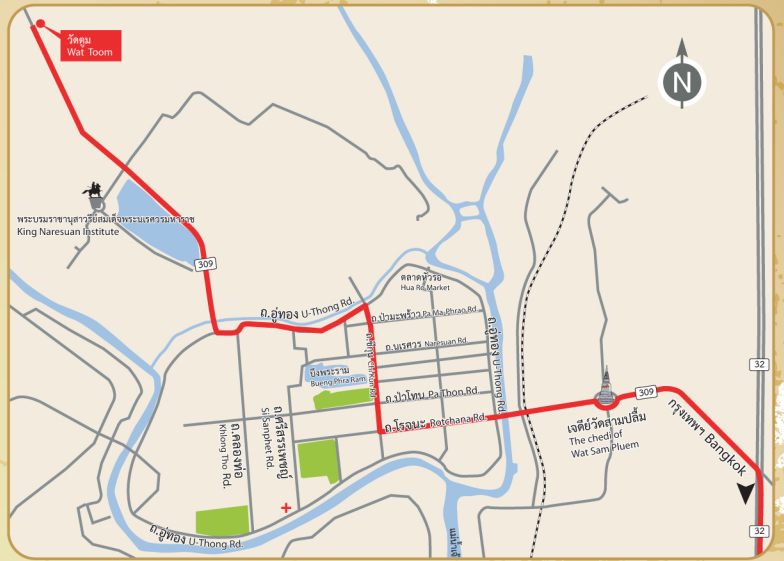 วัดตูม
Wat Toom
N
พระบรมราชานุสาวรีย์สมเด็จพระนเรศวรมหาราช
King Naresuan Institute
309
ตลาดหัวรอ
Hua Ro Market
ถ.อู่ทอง U-Thong Rd.
ถ.ป่ามะพร้าว Pa Ma Phrao Rd.
ถ.ชีกุน Chi Kun Rd.
ถ.นเรศวร Naresuan Rd.
ถ.อู่ทอง U-Thong Rd.
บึงพระราม
Bueng Phra Ram
ถ.ป่าโทน Pa Thon Rd.
ถ.โรจนะ Rotchana Rd.
ถ.คลองท่อ
Khlong Tho Rd.
ถ.ศรีสรรเพชญ์
Si Sanphet Rd.
ถ.อู่ทอง U-Thong Rd.
32
309
กรุงเทพฯ Bangkok
เจดีย์วัดสามปลื้ม
The chedi of
Wat Sam Pluem
32